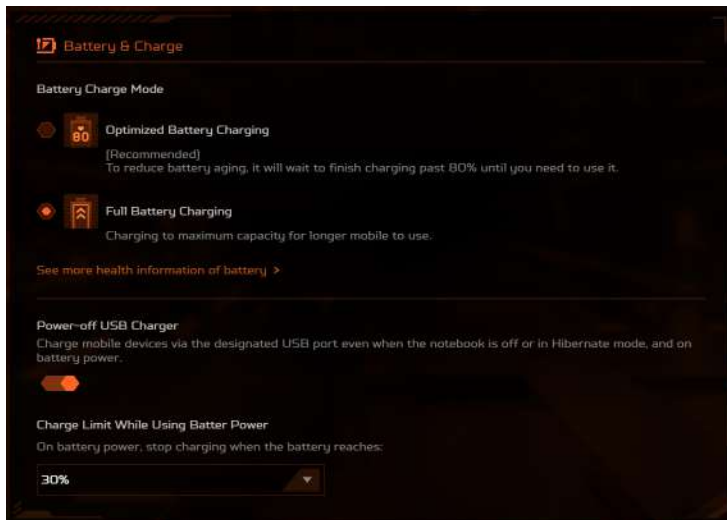 Battery & Charge
Battery Charge Mode
80
Optimized Battery Charging
[Recommended]
To reduce battery aging, it will wait to finish charging past 80% until you need to use it.
Full Battery Charging
Charging to maximum capacity for longer mobile to use.
See more health information of battery >
Power-off USB Charger
Charge mobile devices via the designated USB port even when the notebook is off or in Hibernate mode, and on
battery power.
Charge Limit While Using Batter Power
On battery power, stop charging when the battery reaches:
30%